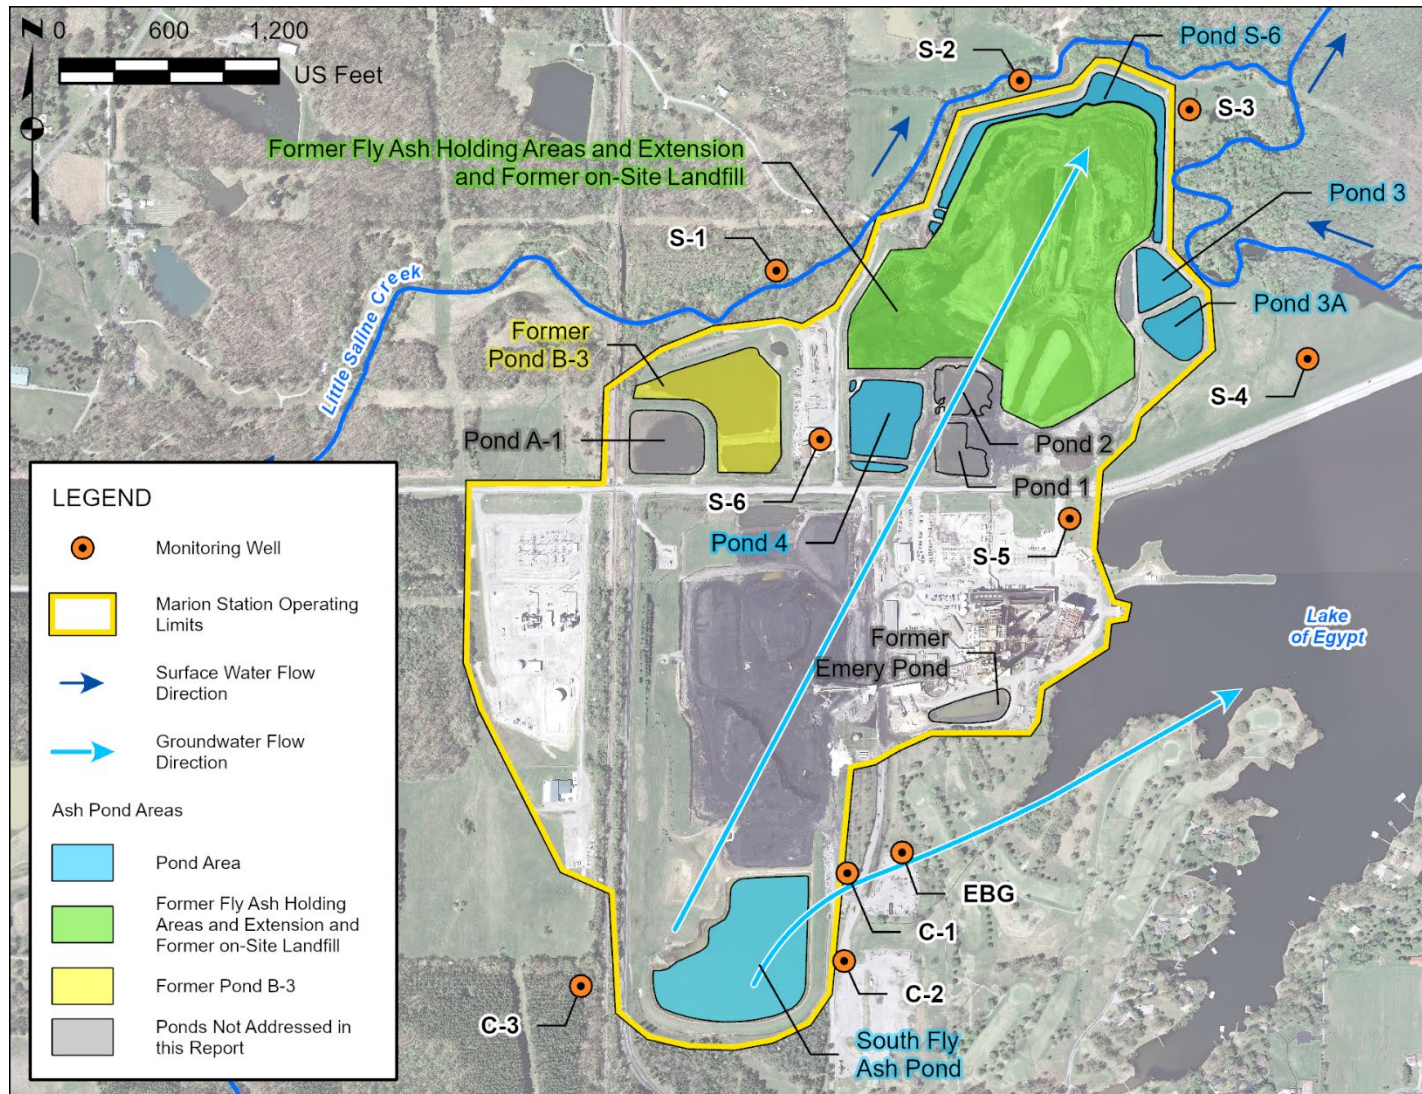 N
0 600 1,200
US Feet
S-2
Pond S-6
S-3
Former Fly Ash Holding Areas and Extension
and Former on-Site Landfill
Pond 3
S-1
Little Saline Creek
Pond 3A
Former
Pond B-3
S-4
Pond A-1
Pond 2
Pond 1
S-6
Pond 4
S-5
Lake
of Egypt
Former
Emery Pond
EBG
C-1
C-2
C-3
South Fly
Ash Pond
LEGEND
Monitoring Well
Marion Station Operating
Limits
Surface Water Flow
Direction
Groundwater Flow
Direction
Ash Pond Areas
Pond Area
Former Fly Ash Holding
Areas and Extension and
Former on-Site Landfill
Former Pond B-3
Ponds Not Addressed in
this Report